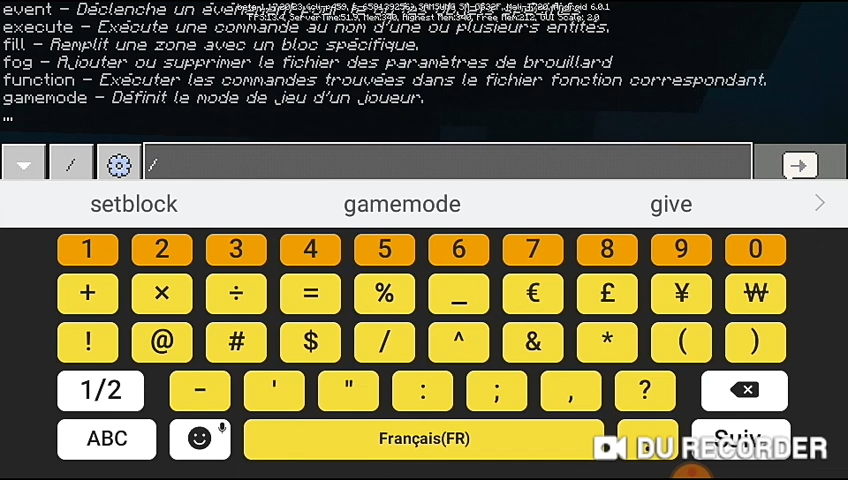 event - Déclenche un
execute - Exécute une commande au nom d'une ou plusieurs entités.
fill - Remplit une zone avec un bloc spécifique.
fog - Ajouter ou supprimer le fichier des paramètres de brouillard
function - Exécuter les commandes trouvées dans le fichier fonction correspondant.
gamemode - Définit le mode de jeu d'un joueur.
...
/ /
setblock gamemode give
1 2 3 4 5 6 7 8 9 0
+ × ÷ = % _ € £ ¥ ₩
! @ # $ / ^ & * ( )
1/2 - ' " : ; , ?
ABC Français(FR) . Suiv.
DU RECORDER